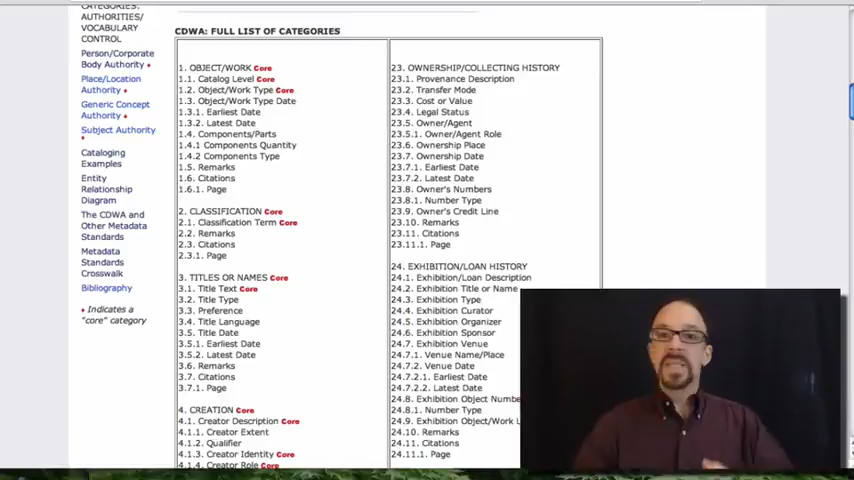 CATEGORIES:
AUTHORITIES/
VOCABULARY
CONTROL
Person/Corporate
Body Authority ♦
Place/Location
Authority ♦
Generic Concept
Authority ♦
Subject Authority
♦
Cataloging
Examples
Entity
Relationship
Diagram
The CDWA and
Other Metadata
Standards
Metadata
Standards
Crosswalk
Bibliography
♦ Indicates a
"core" category
CDWA: FULL LIST OF CATEGORIES
1. OBJECT/WORK Core
1.1. Catalog Level Core
1.2. Object/Work Type Core
1.3. Object/Work Type Date
1.3.1. Earliest Date
1.3.2. Latest Date
1.4. Components/Parts
1.4.1 Components Quantity
1.4.2 Components Type
1.5. Remarks
1.6. Citations
1.6.1. Page
2. CLASSIFICATION Core
2.1. Classification Term Core
2.2. Remarks
2.3. Citations
2.3.1. Page
3. TITLES OR NAMES Core
3.1. Title Text Core
3.2. Title Type
3.3. Preference
3.4. Title Language
3.5. Title Date
3.5.1. Earliest Date
3.5.2. Latest Date
3.6. Remarks
3.7. Citations
3.7.1. Page
4. CREATION Core
4.1. Creator Description Core
4.1.1. Creator Extent
4.1.2. Qualifier
4.1.3. Creator Identity Core
4.1.4. Creator Role Core
23. OWNERSHIP/COLLECTING HISTORY
23.1. Provenance Description
23.2. Transfer Mode
23.3. Cost or Value
23.4. Legal Status
23.5. Owner/Agent
23.5.1. Owner/Agent Role
23.6. Ownership Place
23.7. Ownership Date
23.7.1. Earliest Date
23.7.2. Latest Date
23.8. Owner's Numbers
23.8.1. Number Type
23.9. Owner's Credit Line
23.10. Remarks
23.11. Citations
23.11.1. Page
24. EXHIBITION/LOAN HISTORY
24.1. Exhibition/Loan Description
24.2. Exhibition Title or Name
24.3. Exhibition Type
24.4. Exhibition Curator
24.5. Exhibition Organizer
24.6. Exhibition Sponsor
24.7. Exhibition Venue
24.7.1. Venue Name/Place
24.7.2. Venue Date
24.7.2.1. Earliest Date
24.7.2.2. Latest Date
24.8. Exhibition Object Numbe
24.8.1. Number Type
24.9. Exhibition Object/Work L
24.10. Remarks
24.11. Citations
24.11.1. Page